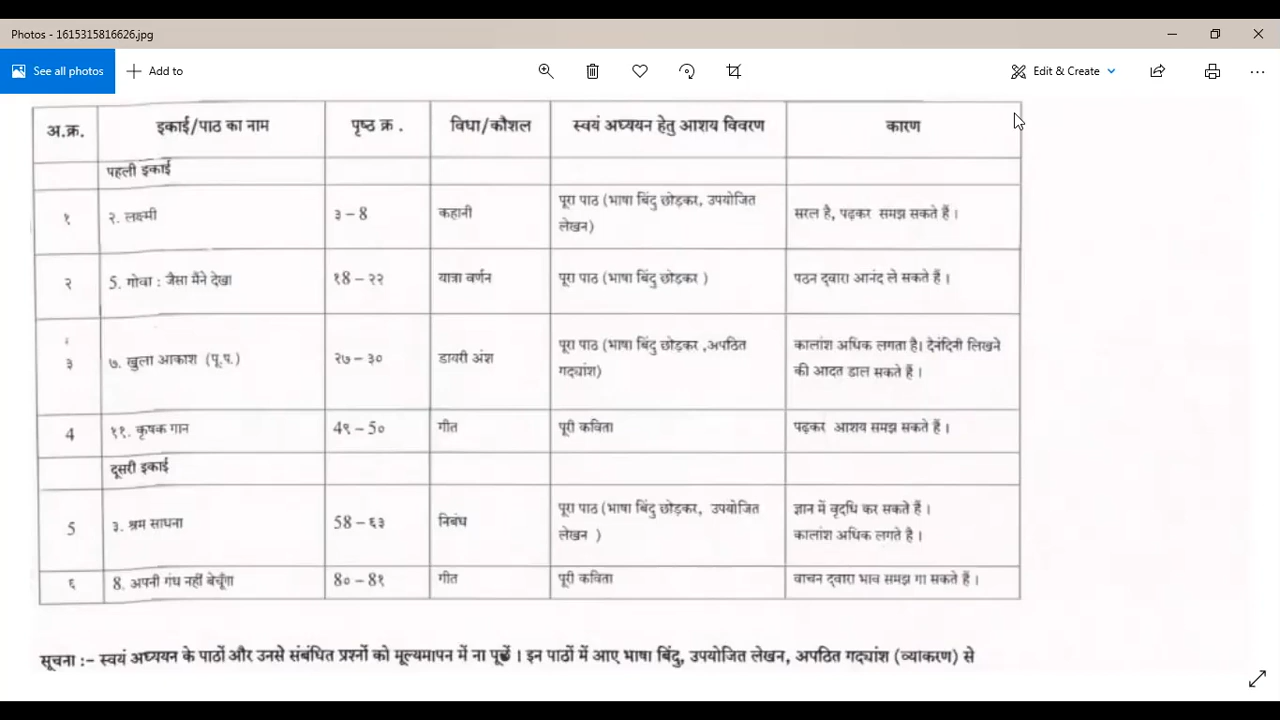 Photos - 1615315816626.jpg
See all photos
Add to
Edit & Create
अ.क्र. इकाई/पाठ का नाम पृष्ठ क्र . विधा/कौशल स्वयं अध्ययन हेतु आशय विवरण कारण
पहली इकाई
१ २. लक्ष्मी ३ – 8 कहानी पूरा पाठ (भाषा बिंदु छोड़कर, उपयोजित लेखन) सरल है, पढ़कर समझ सकते हैं ।
२ 5. गोवा : जैसा मैंने देखा १8 – २२ यात्रा वर्णन पूरा पाठ (भाषा बिंदु छोड़कर ) पठन द्वारा आनंद ले सकते हैं ।
३ ७. खुला आकाश (पू.प.) २७ – ३० डायरी अंश पूरा पाठ (भाषा बिंदु छोड़कर ,अपठित गद्यांश) कालांश अधिक लगता है। दैनंदिनी लिखने की आदत डाल सकते हैं ।
4 ११. कृषक गान 4९ – 5० गीत पूरी कविता पढ़कर आशय समझ सकते हैं ।
दूसरी इकाई
5 ३. श्रम साधना 58 – ६३ निबंध पूरा पाठ (भाषा बिंदु छोड़कर, उपयोजित लेखन ) ज्ञान में वृद्धि कर सकते हैं । कालांश अधिक लगते है ।
६ 8. अपनी गंध नहीं बेचूँगा 8० – 8१ गीत पूरी कविता वाचन द्वारा भाव समझ गा सकते हैं ।
सूचना :– स्वयं अध्ययन के पाठों और उनसे संबंधित प्रश्नों को मूल्यमापन में ना पूछें । इन पाठों में आए भाषा बिंदु, उपयोजित लेखन, अपठित गद्यांश (व्याकरण) से